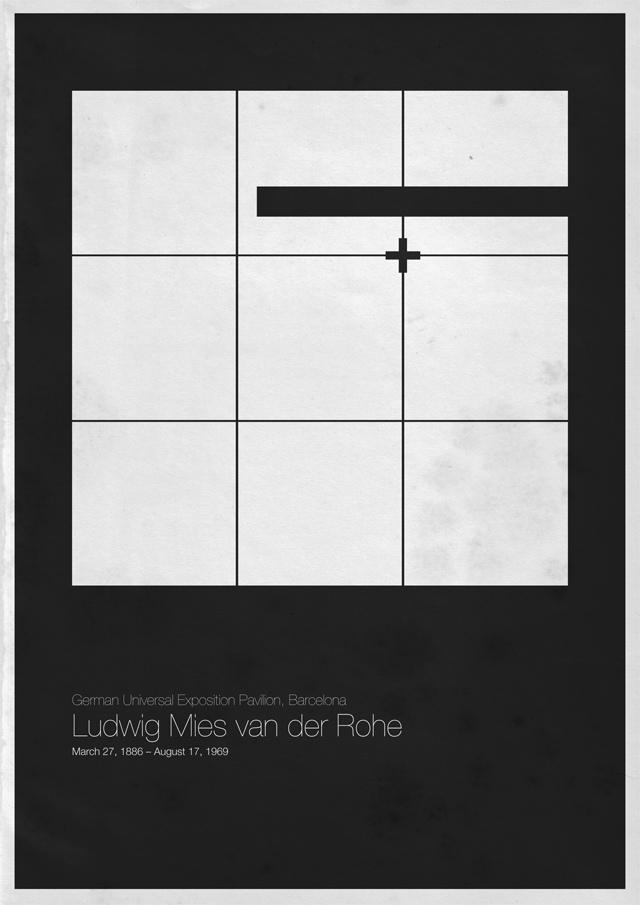 German Universal Exposition Pavilion, Barcelona
Ludwig Mies van der Rohe
March 27, 1886 – August 17, 1969